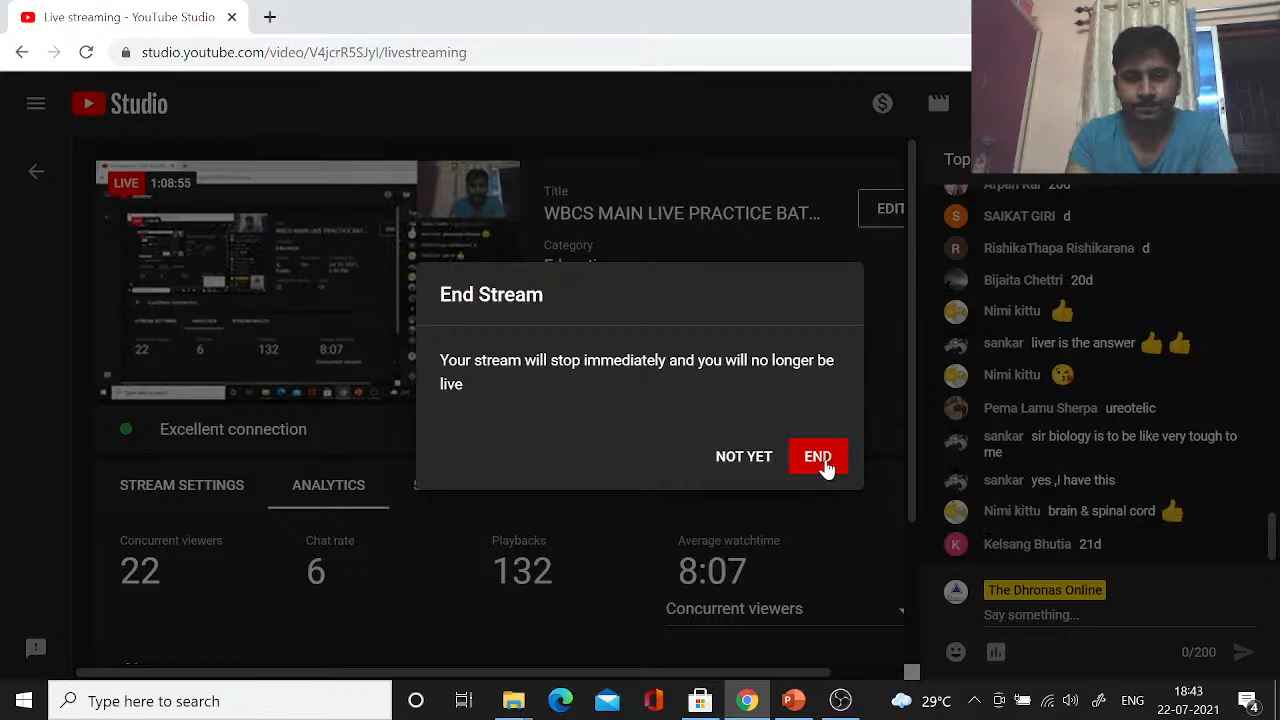 Live streaming - YouTube Studio
studio.youtube.com/video/V4jcrR5SJyI/livestreaming
Studio
LIVE 1:08:55
Title
WBCS MAIN LIVE PRACTICE BAT...
EDIT
Category
Top
SAIKAT GIRI d
RishikaThapa Rishikarana d
Bijaita Chettri 20d
Nimi kittu 👍
sankar liver is the answer 👍👍
Nimi kittu 😘
Pema Lamu Sherpa ureotelic
sankar sir biology is to be like very tough to
me
sankar yes ,i have this
Nimi kittu brain & spinal cord 👍
Kelsang Bhutia 21d
The Dhronas Online
Say something...
0/200
End Stream
Your stream will stop immediately and you will no longer be
live
NOT YET
END
Excellent connection
STREAM SETTINGS
ANALYTICS
Concurrent viewers
22
Chat rate
6
Playbacks
132
Average watchtime
8:07
Concurrent viewers
Type here to search
29°C
ENG
18:43
22-07-2021
4